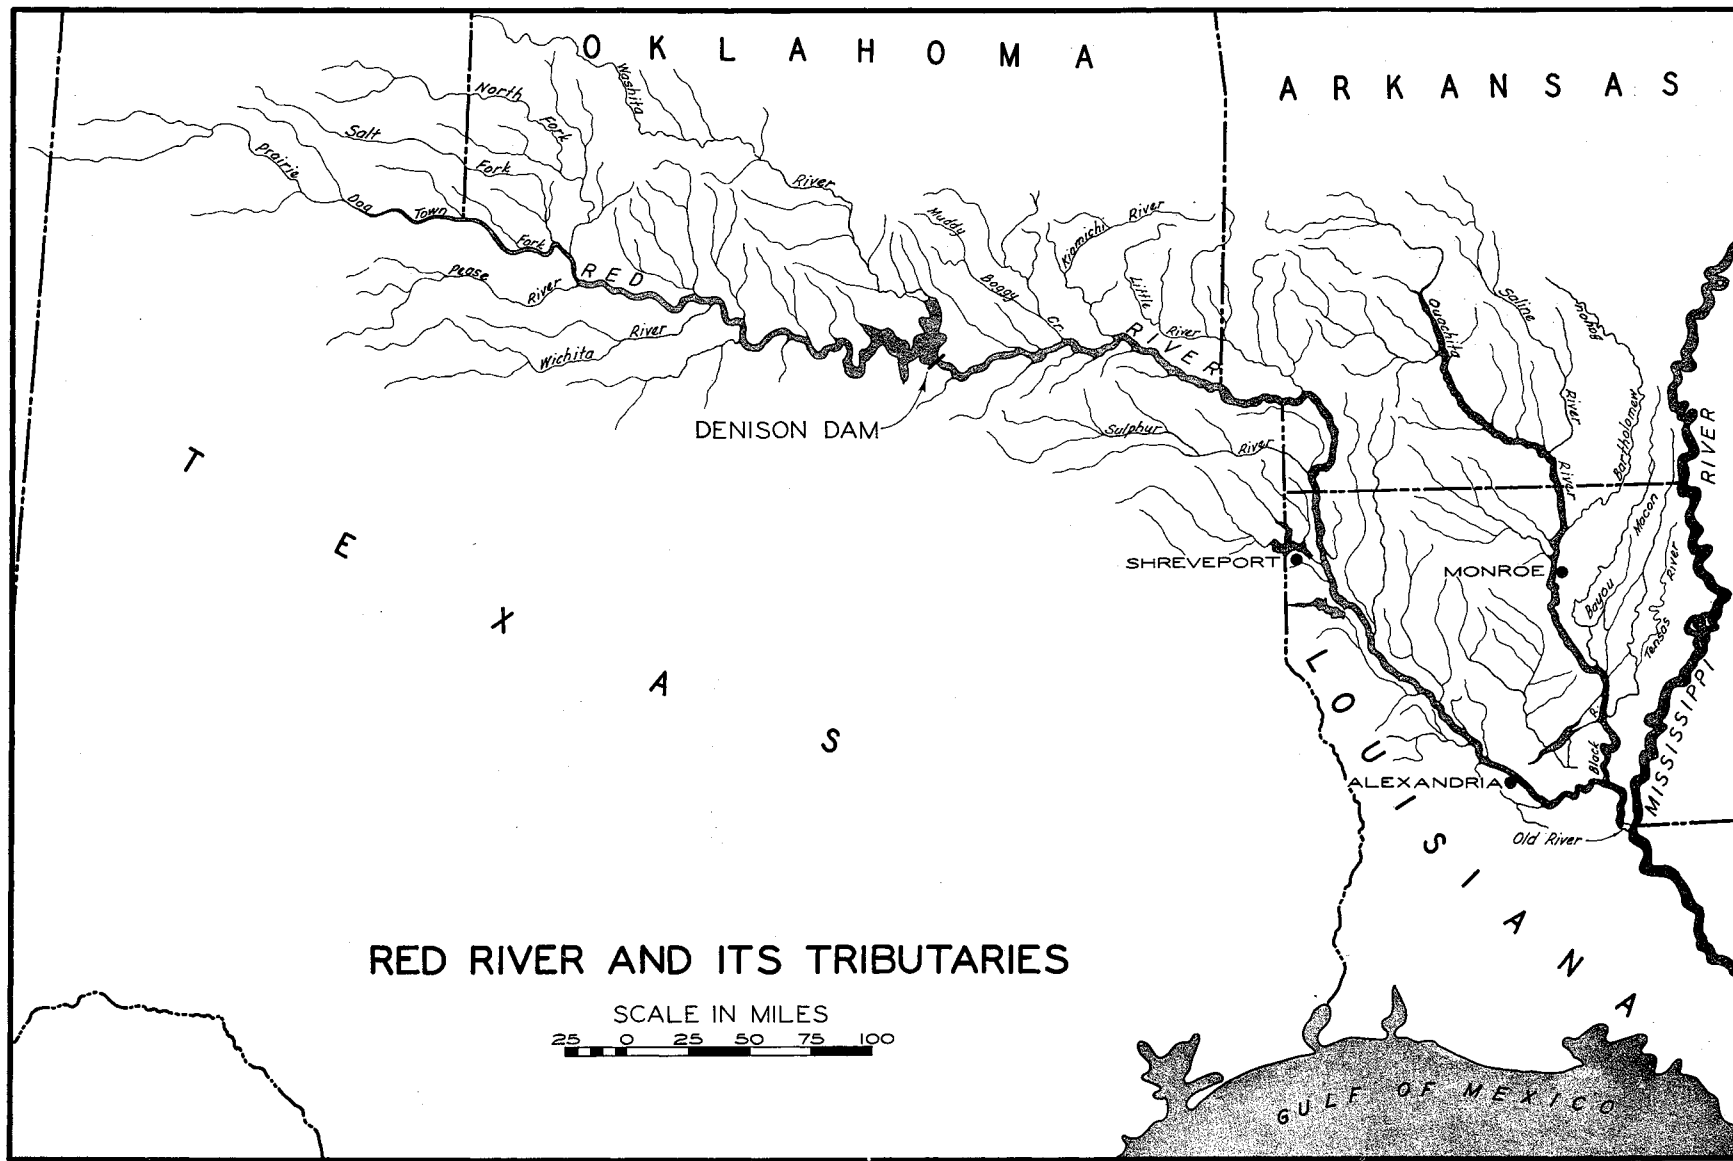 OKLAHOMA
ARKANSAS
Washita
River
North
Fork
Salt
Fork
Prairie
Dog
Town
Fork
Pease
River
Wichita
River
RED
RIVER
Muddy
Boggy
Cr.
Kiamichi
River
Little
River
Ouachita
River
Saline
River
Bartholomew
Sulphur
River
DENISON DAM
Macon
Bayou
River
Tensas
MISSISSIPPI
RIVER
SHREVEPORT
MONROE
R.
Black
ALEXANDRIA
Old River
TEXAS
LOUISIANA
RED RIVER AND ITS TRIBUTARIES
SCALE IN MILES
25 0 25 50 75 100
GULF OF MEXICO